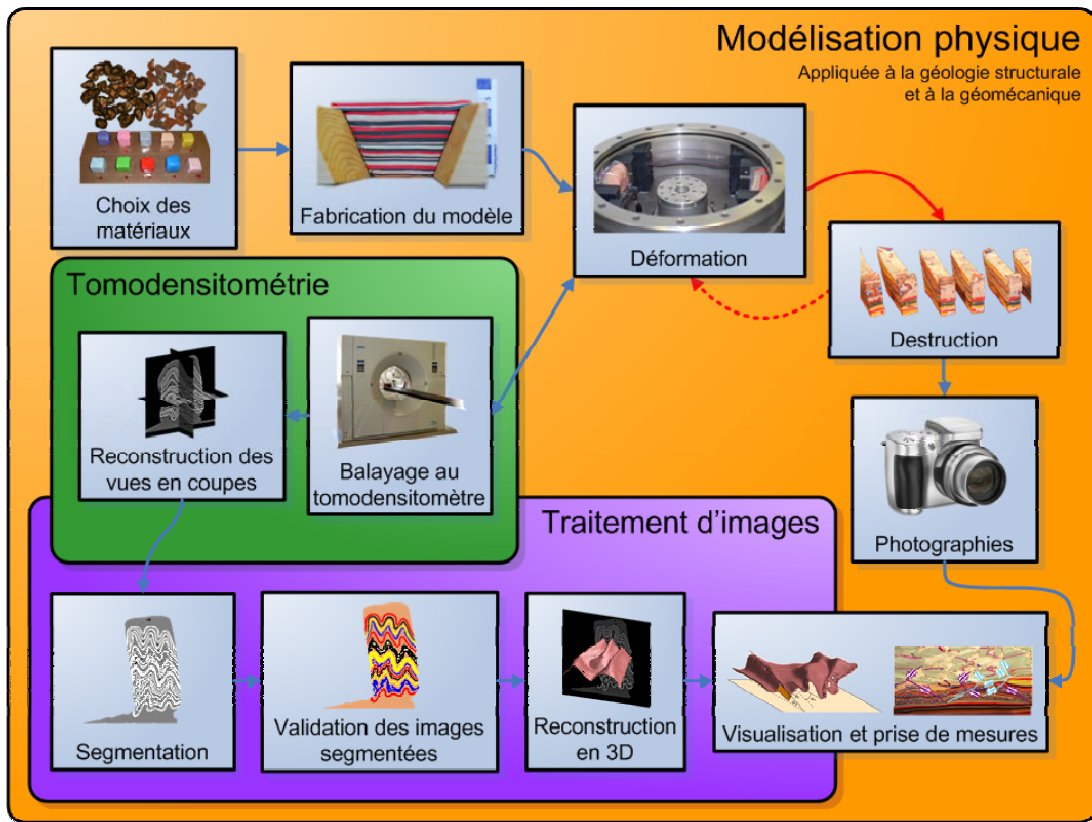 Modélisation physique
Appliquée à la géologie structurale
et à la géomécanique
Choix des
matériaux
Fabrication du modèle
Déformation
Destruction
Tomodensitométrie
Reconstruction des
vues en coupes
Balayage au
tomodensitomètre
Photographies
Traitement d'images
Segmentation
Validation des images
segmentées
Reconstruction
en 3D
Visualisation et prise de mesures